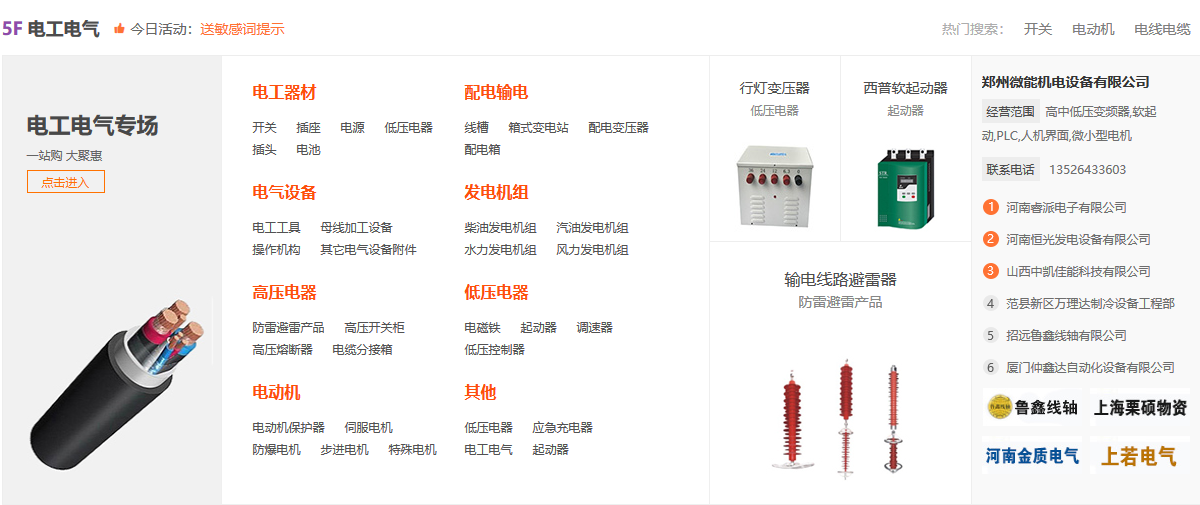 5F 电工电气 今日活动: 送敏感词提示
热门搜索: 开关 电动机 电线电缆
电工电气专场
一站购 大聚惠
点击进入
电工器材
开关 插座 电源 低压电器
插头 电池
配电输电
线槽 箱式变电站 配电变压器
配电箱
电气设备
电工工具 母线加工设备
操作机构 其它电气设备附件
发电机组
柴油发电机组 汽油发电机组
水力发电机组 风力发电机组
高压电器
防雷避雷产品 高压开关柜
高压熔断器 电缆分接箱
低压电器
电磁铁 起动器 调速器
低压控制器
电动机
电动机保护器 伺服电机
防爆电机 步进电机 特殊电机
其他
低压电器 应急充电器
电工电气 起动器
行灯变压器
低压电器
西普软起动器
起动器
输电线路避雷器
防雷避雷产品
郑州微能机电设备有限公司
经营范围 高中低压变频器,软起
动,PLC,人机界面,微小型电机
联系电话 13526433603
1 河南睿派电子有限公司
2 河南恒光发电设备有限公司
3 山西中凯佳能科技有限公司
4 范县新区万理达制冷设备工程部
5 招远鲁鑫线轴有限公司
6 厦门仲鑫达自动化设备有限公司
鲁鑫线轴 上海栗硕物资
河南金质电气 上若电气